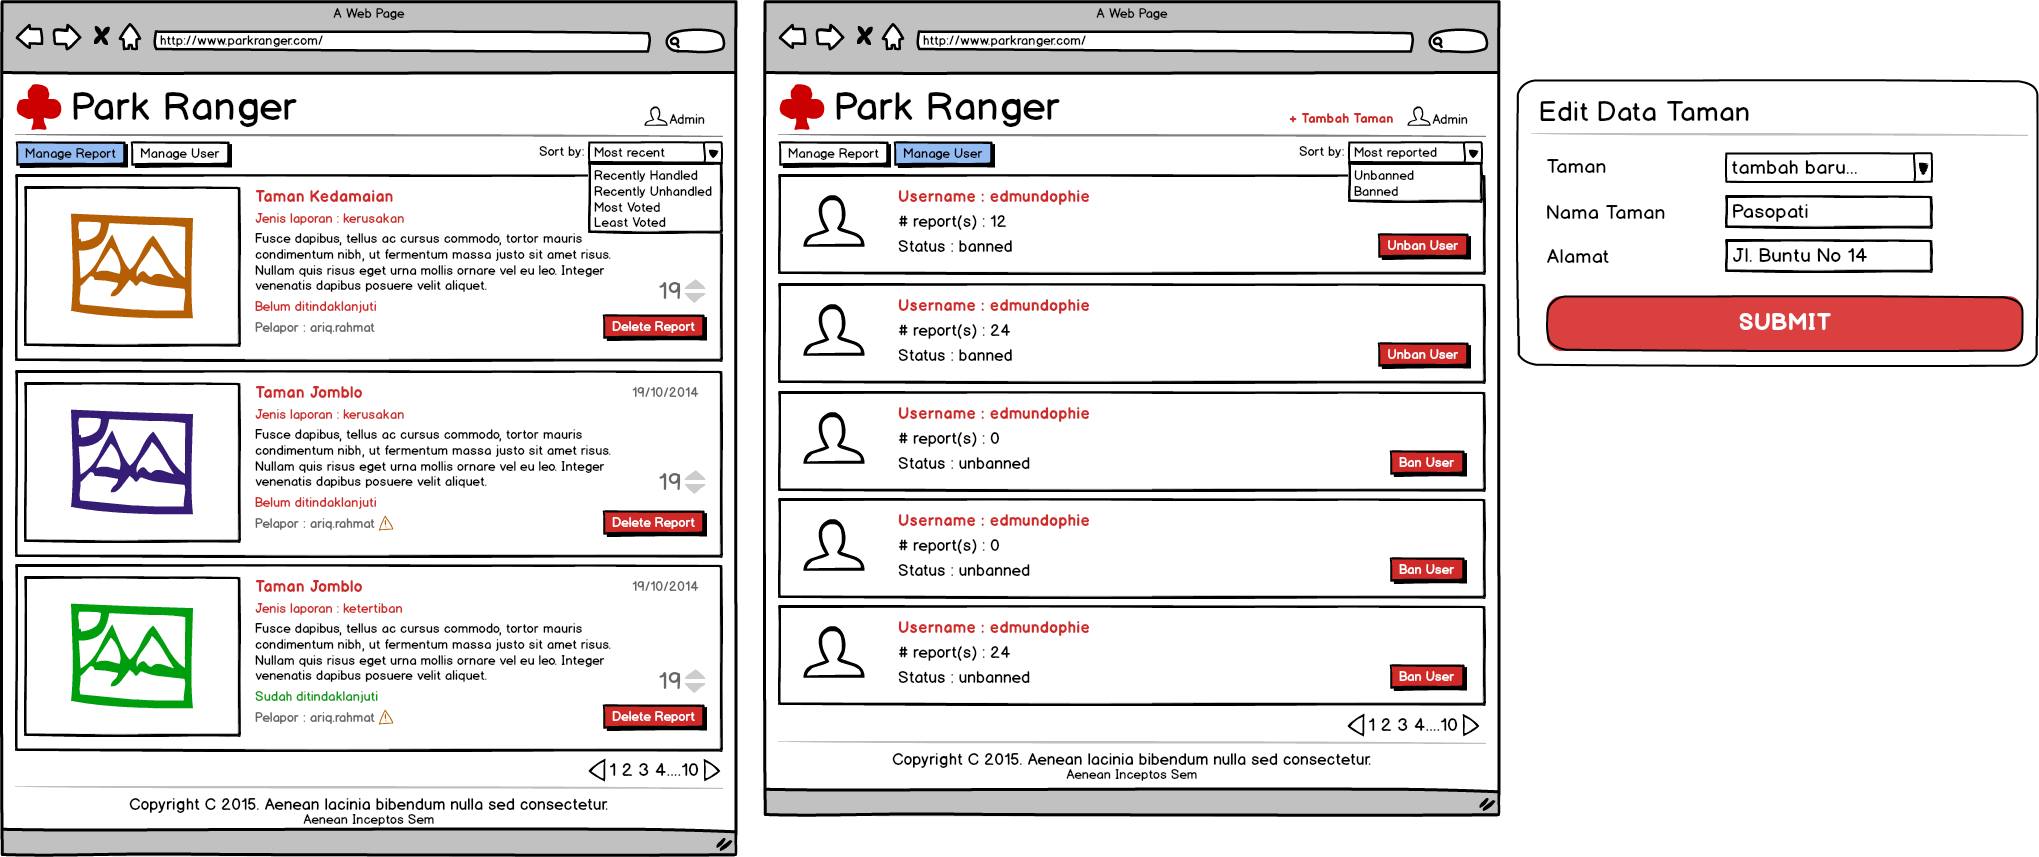 A Web Page
http://www.parkranger.com/
Park Ranger
Admin
Manage Report
Manage User
Sort by:
Most recent
Recently Handled
Recently Unhandled
Most Voted
Least Voted
Taman Kedamaian
Jenis laporan : kerusakan
Fusce dapibus, tellus ac cursus commodo, tortor mauris
condimentum nibh, ut fermentum massa justo sit amet risus.
Nullam quis risus eget urna mollis ornare vel eu leo. Integer
venenatis dapibus posuere velit aliquet.
19
Belum ditindaklanjuti
Pelapor : ariq.rahmat
Delete Report
Taman Jomblo
19/10/2014
Jenis laporan : kerusakan
Fusce dapibus, tellus ac cursus commodo, tortor mauris
condimentum nibh, ut fermentum massa justo sit amet risus.
Nullam quis risus eget urna mollis ornare vel eu leo. Integer
venenatis dapibus posuere velit aliquet.
19
Belum ditindaklanjuti
Pelapor : ariq.rahmat
Delete Report
Taman Jomblo
19/10/2014
Jenis laporan : ketertiban
Fusce dapibus, tellus ac cursus commodo, tortor mauris
condimentum nibh, ut fermentum massa justo sit amet risus.
Nullam quis risus eget urna mollis ornare vel eu leo. Integer
venenatis dapibus posuere velit aliquet.
19
Sudah ditindaklanjuti
Pelapor : ariq.rahmat
Delete Report
1 2 3 4....10
Copyright C 2015. Aenean lacinia bibendum nulla sed consectetur.
Aenean Inceptos Sem
A Web Page
http://www.parkranger.com/
Park Ranger
+ Tambah Taman
Admin
Manage Report
Manage User
Sort by:
Most reported
Unbanned
Banned
Username : edmundophie
# report(s) : 12
Status : banned
Unban User
Username : edmundophie
# report(s) : 24
Status : banned
Unban User
Username : edmundophie
# report(s) : 0
Status : unbanned
Ban User
Username : edmundophie
# report(s) : 0
Status : unbanned
Ban User
Username : edmundophie
# report(s) : 24
Status : unbanned
Ban User
1 2 3 4....10
Copyright C 2015. Aenean lacinia bibendum nulla sed consectetur.
Aenean Inceptos Sem
Edit Data Taman
Taman
tambah baru...
Nama Taman
Pasopati
Alamat
Jl. Buntu No 14
SUBMIT